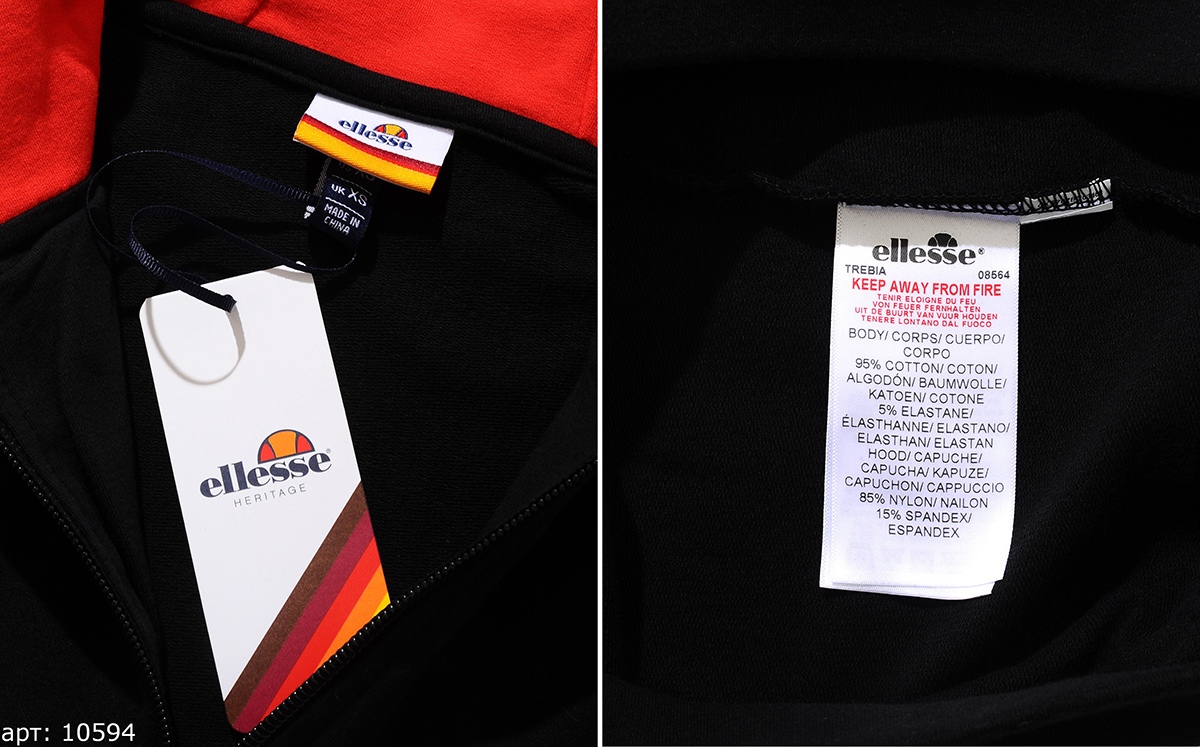 ellesse
UK XS
MADE IN
CHINA
ellesse®
HERITAGE
арт: 10594
ellesse®
TREBIA 08564
KEEP AWAY FROM FIRE
TENIR ELOIGNE DU FEU
VON FEUER FERNHALTEN
UIT DE BUURT VAN VUUR HOUDEN
TENERE LONTANO DAL FUOCO
BODY/ CORPS/ CUERPO/
CORPO
95% COTTON/ COTON/
ALGODÓN/ BAUMWOLLE/
KATOEN/ COTONE
5% ELASTANE/
ÉLASTHANNE/ ELASTANO/
ELASTHAN/ ELASTAN
HOOD/ CAPUCHE/
CAPUCHA/ KAPUZE/
CAPUCHON/ CAPPUCCIO
85% NYLON/ NAILON
15% SPANDEX/
ESPANDEX